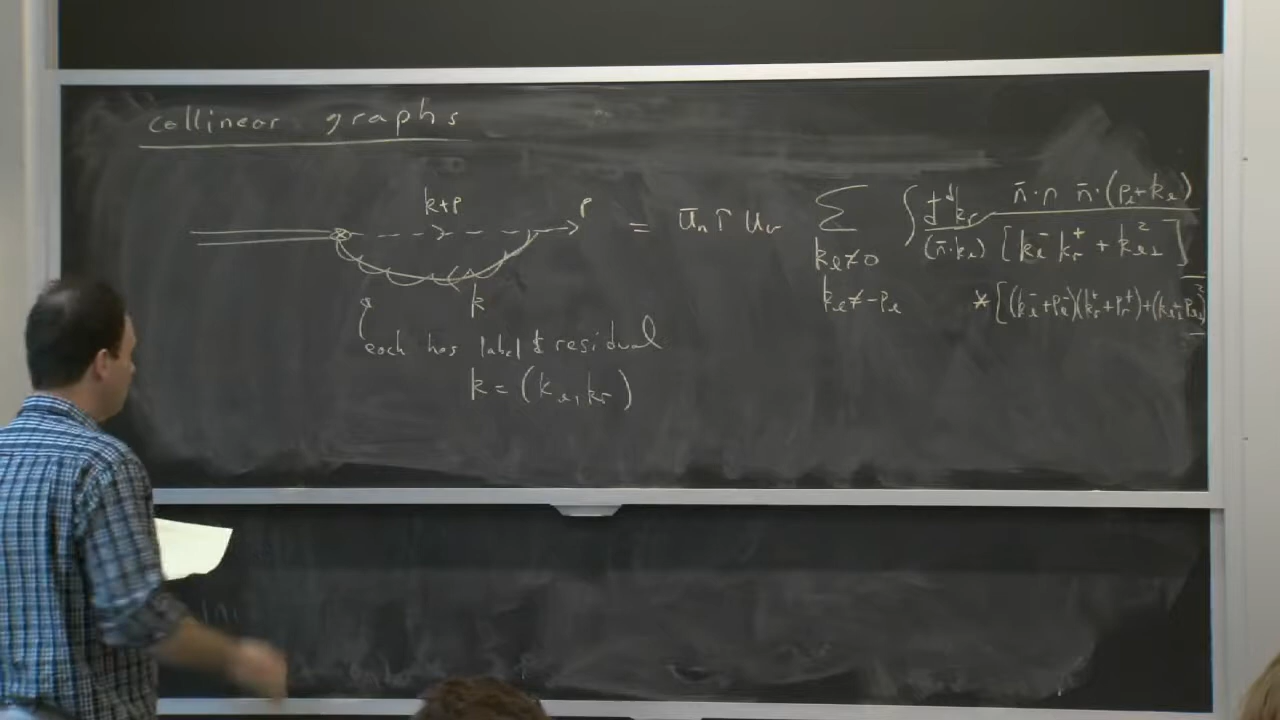 collinear graphs
k+p
p
= ū_n Γ u_v Σ ∫ đ^d k_r n̄·n n̄·(p_ℓ+k_ℓ)
k_ℓ≠0 (n̄·k_ℓ) [k_ℓ^- k_r^+ + k_ℓ⊥^2]
k_ℓ≠-p_ℓ * [(k_ℓ^-+p_ℓ^-)(k_r^++p_r^+)+(k_ℓ⊥+p_ℓ⊥)^2]
k
each has label & residual
k = (k_ℓ, k_r)